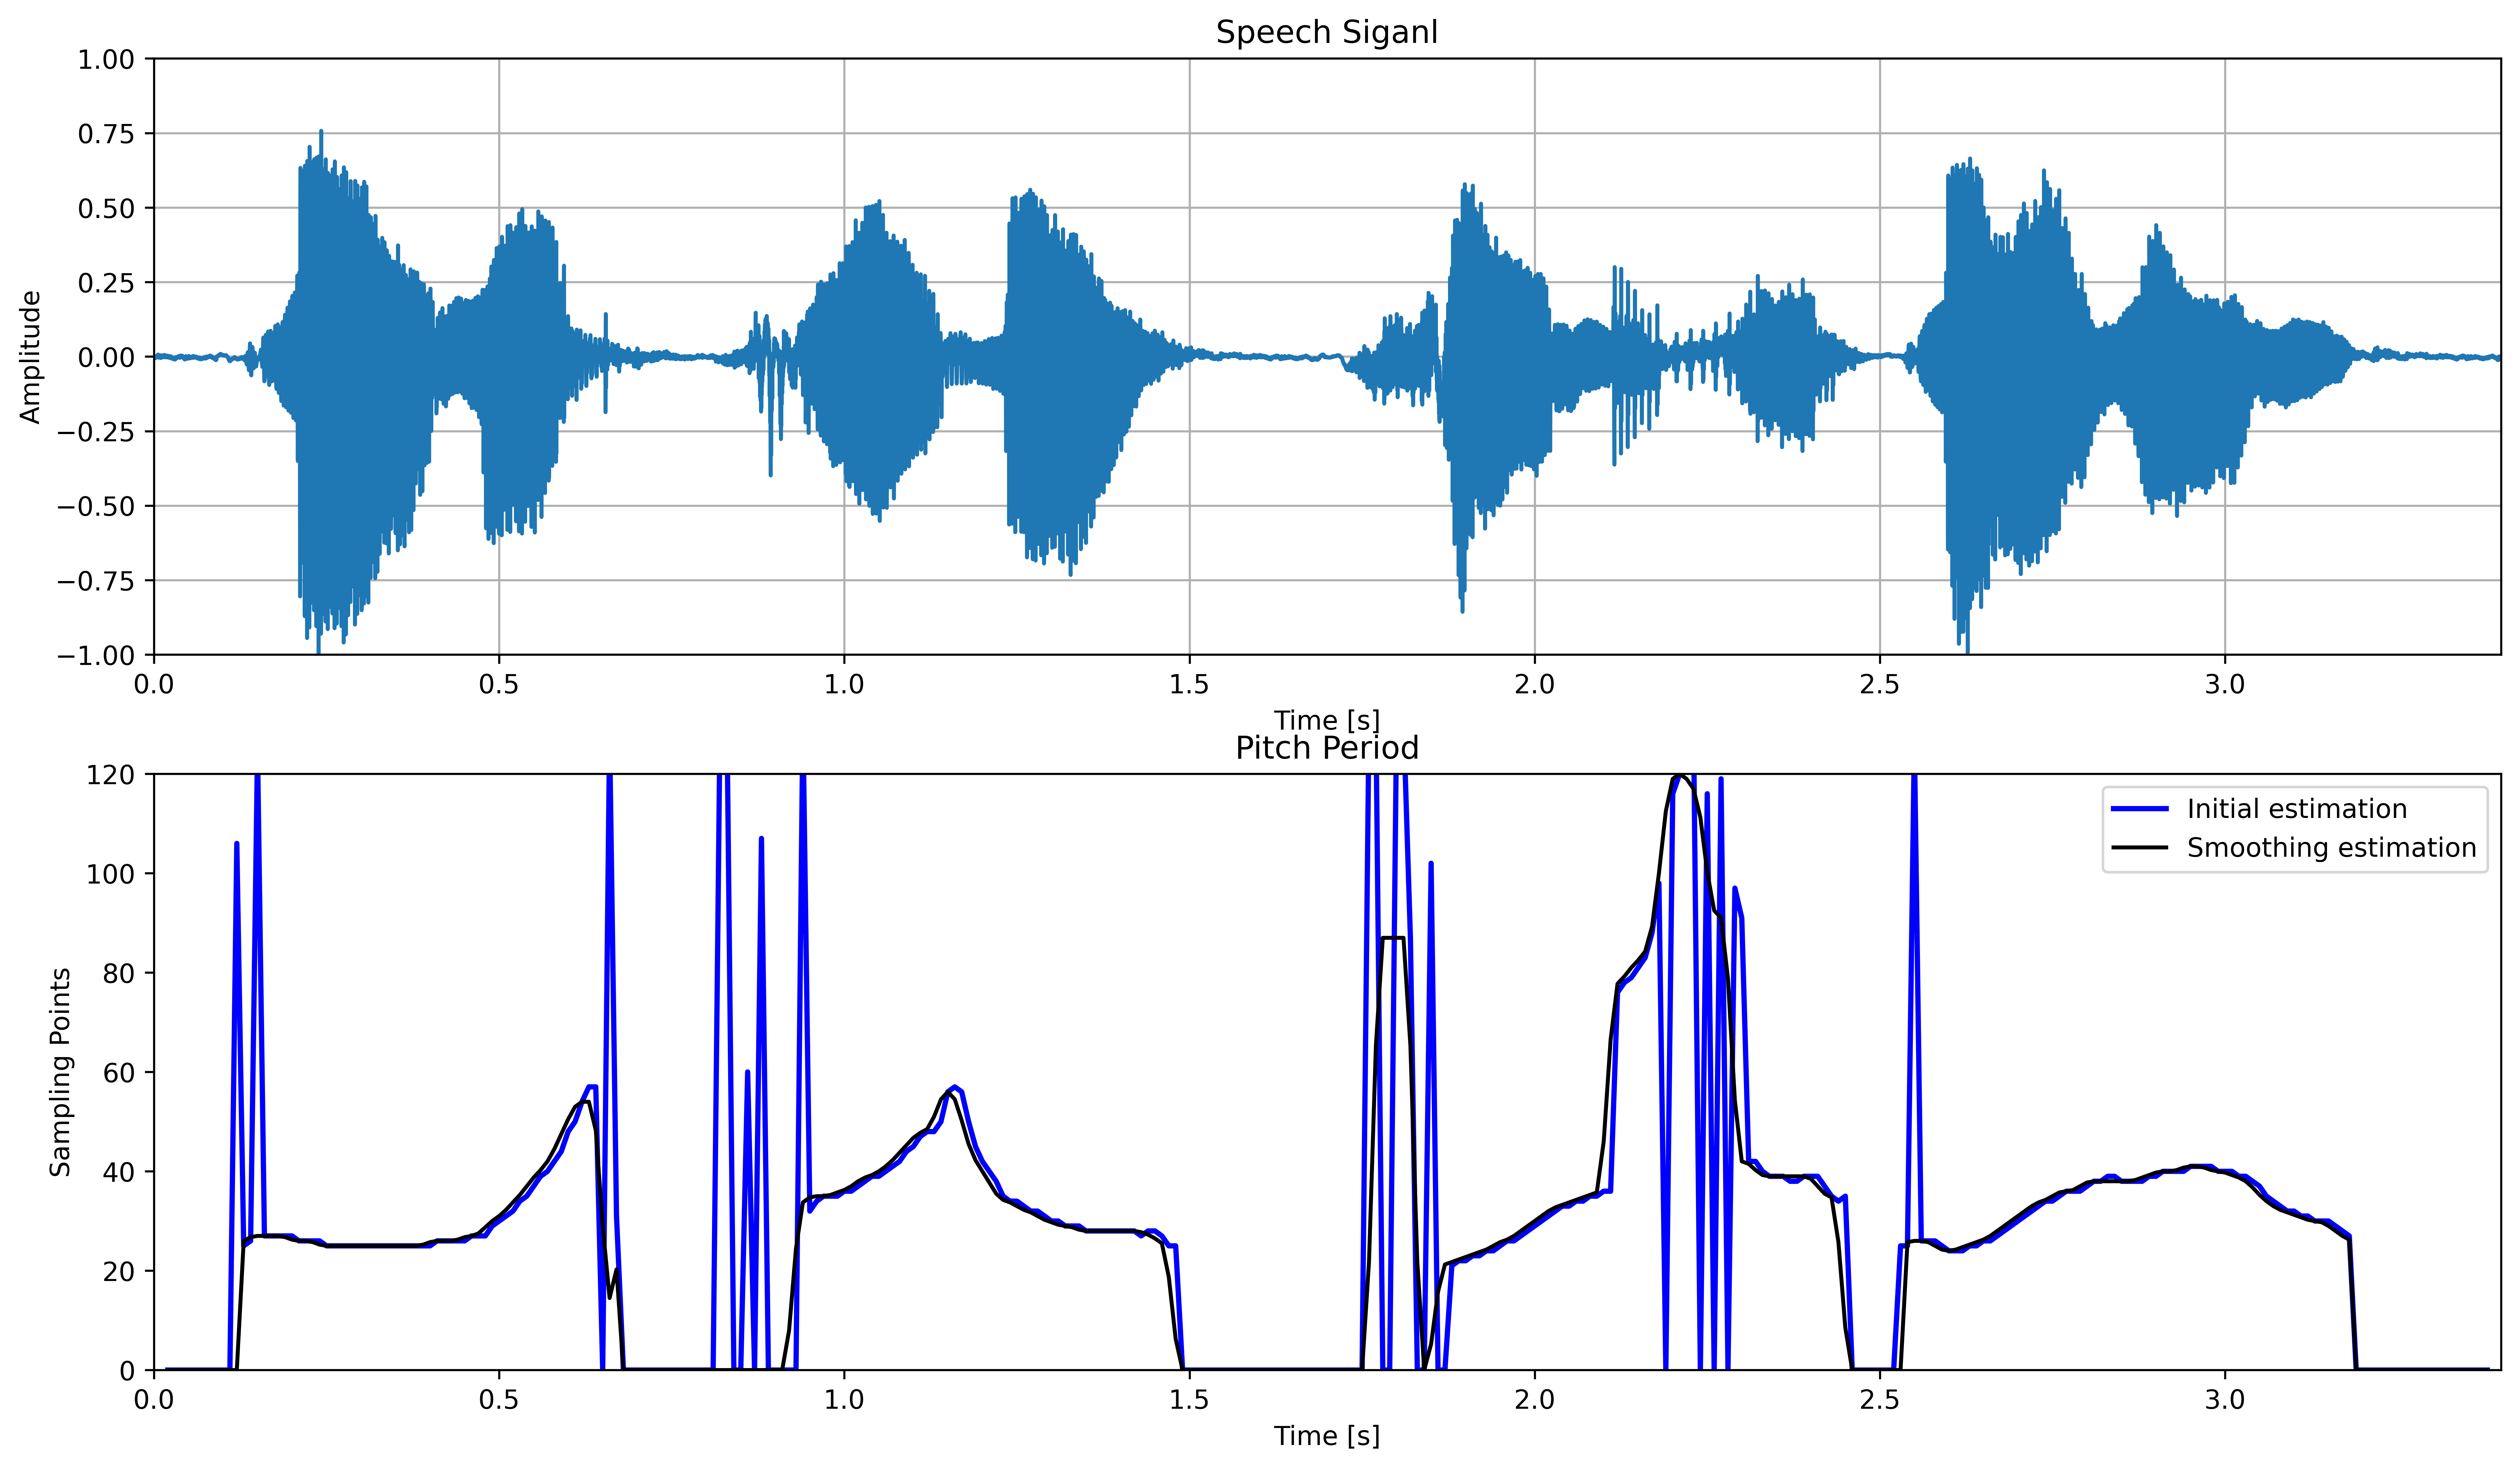 Speech Siganl
1.00
0.75
0.50
0.25
0.00
−0.25
−0.50
−0.75
−1.00
Amplitude
0.0 0.5 1.0 1.5 2.0 2.5 3.0
Time [s]
Pitch Period
120
100
80
60
40
20
0
Sampling Points
Initial estimation
Smoothing estimation
0.0 0.5 1.0 1.5 2.0 2.5 3.0
Time [s]